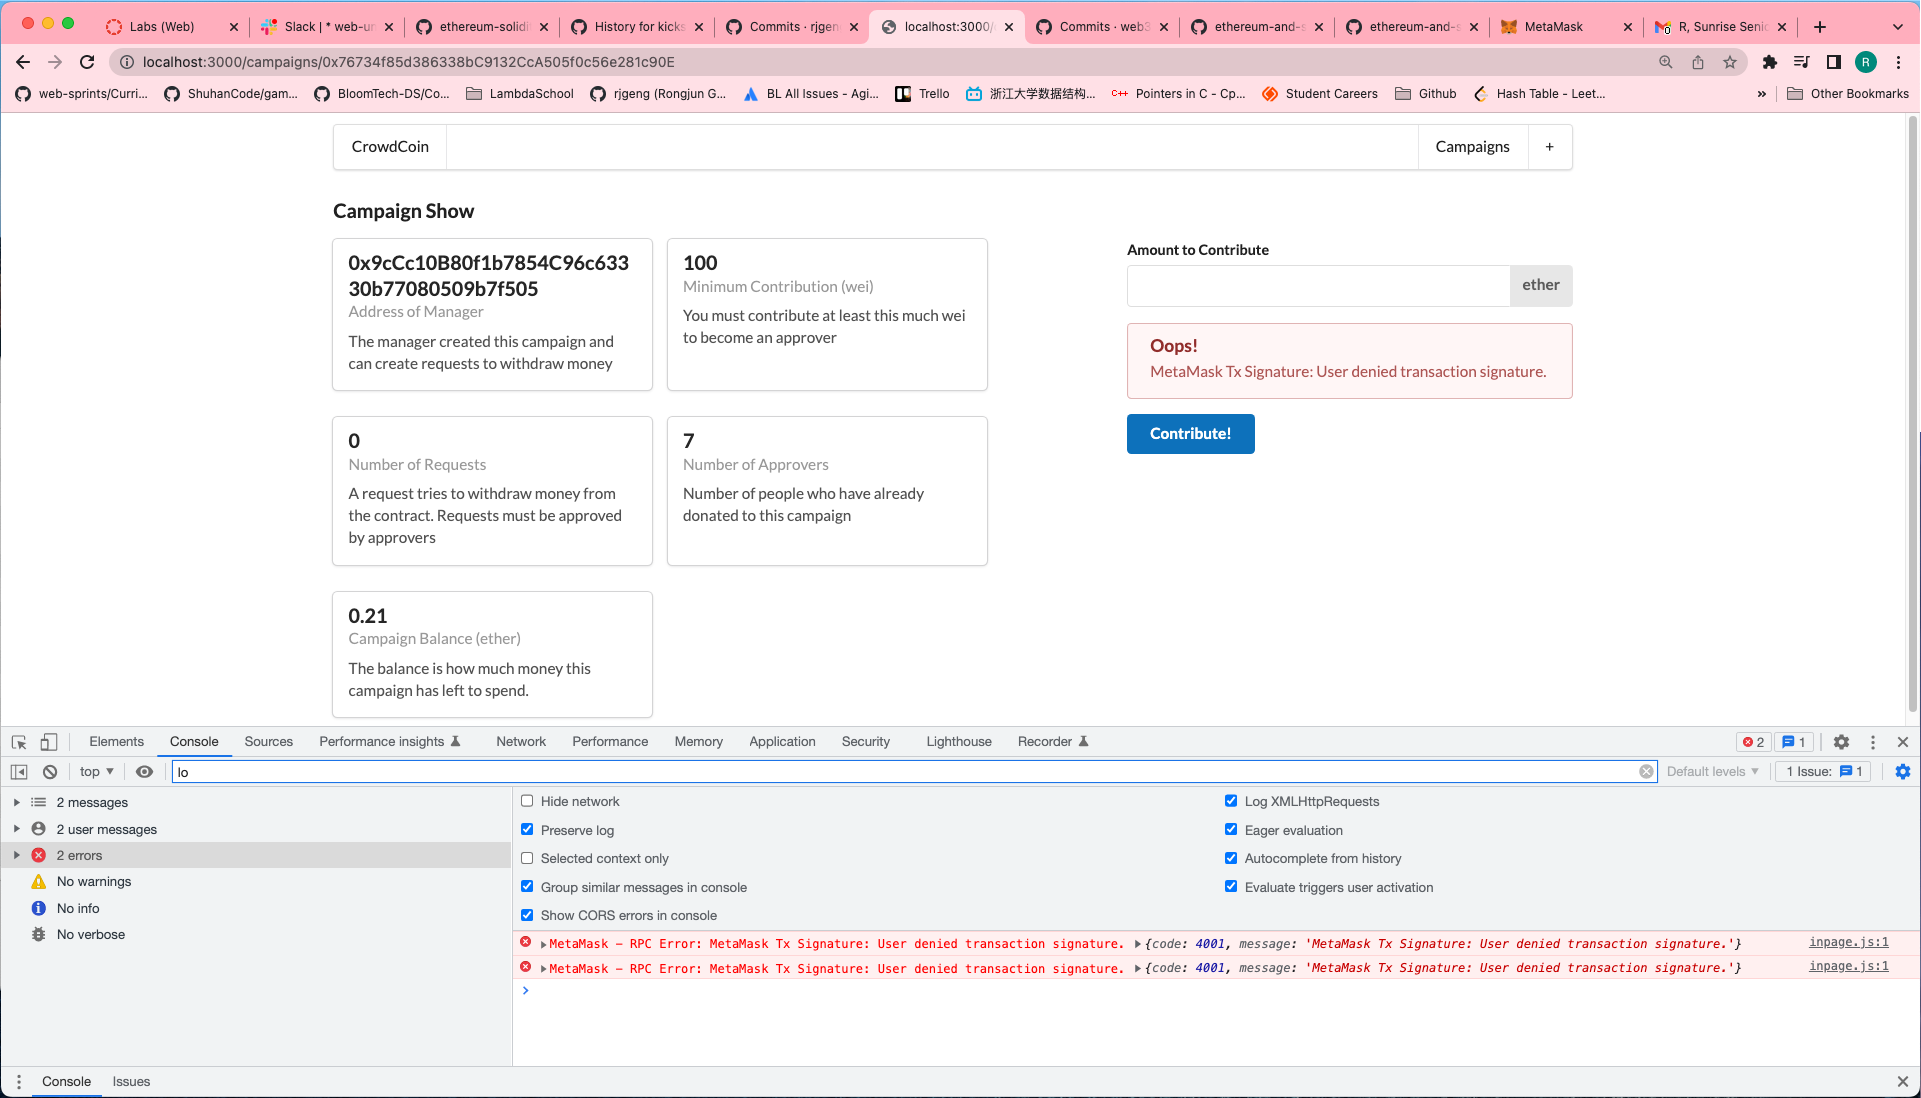 Labs (Web)
Slack | * web-ur
ethereum-solidi
History for kicks
Commits · rjgen
localhost:3000/
Commits · web3
ethereum-and-s
ethereum-and-s
MetaMask
R, Sunrise Senio
localhost:3000/campaigns/0x76734f85d386338bC9132CcA505f0c56e281c90E
R
web-sprints/Curri...
ShuhanCode/gam...
BloomTech-DS/Co...
LambdaSchool
rjgeng (Rongjun G...
BL All Issues - Agi...
Trello
浙江大学数据结构...
C++ Pointers in C - Cp...
Student Careers
Github
Hash Table - Leet...
»
Other Bookmarks
CrowdCoin
Campaigns
+
Campaign Show
0x9cCc10B80f1b7854C96c633
30b77080509b7f505
Address of Manager
The manager created this campaign and
can create requests to withdraw money
100
Minimum Contribution (wei)
You must contribute at least this much wei
to become an approver
0
Number of Requests
A request tries to withdraw money from
the contract. Requests must be approved
by approvers
7
Number of Approvers
Number of people who have already
donated to this campaign
0.21
Campaign Balance (ether)
The balance is how much money this
campaign has left to spend.
Amount to Contribute
ether
Oops!
MetaMask Tx Signature: User denied transaction signature.
Contribute!
Elements
Console
Sources
Performance insights
Network
Performance
Memory
Application
Security
Lighthouse
Recorder
2
1
top
lo
Default levels
1 Issue: 1
2 messages
2 user messages
2 errors
No warnings
No info
No verbose
Hide network
Preserve log
Selected context only
Group similar messages in console
Show CORS errors in console
Log XMLHttpRequests
Eager evaluation
Autocomplete from history
Evaluate triggers user activation
MetaMask - RPC Error: MetaMask Tx Signature: User denied transaction signature. {code: 4001, message: 'MetaMask Tx Signature: User denied transaction signature.'} inpage.js:1
MetaMask - RPC Error: MetaMask Tx Signature: User denied transaction signature. {code: 4001, message: 'MetaMask Tx Signature: User denied transaction signature.'} inpage.js:1
Console
Issues